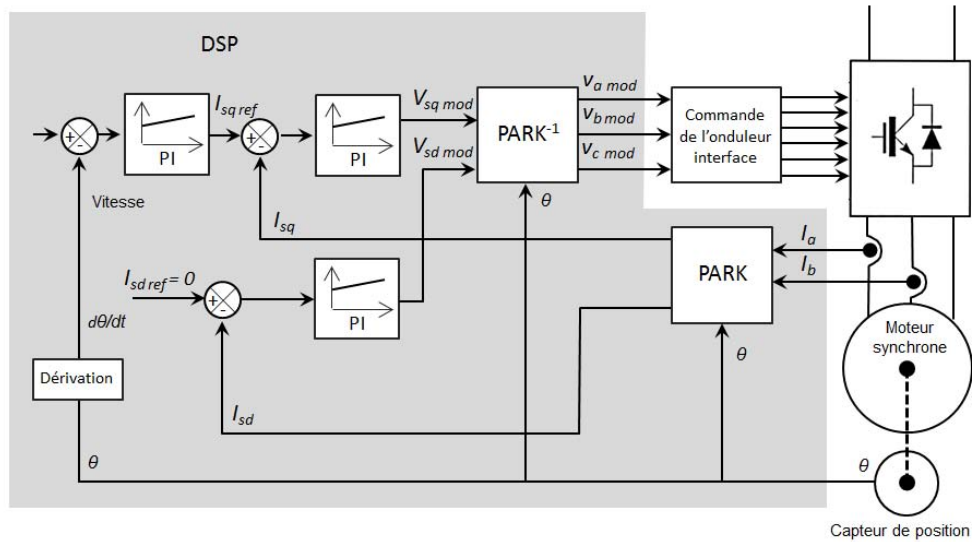 DSP
I_sq ref
PI
PI
V_sq mod
V_sd mod
PARK⁻¹
v_a mod
v_b mod
v_c mod
Commande
de l'onduleur
interface
+
-
+
-
Vitesse
I_sq
θ
I_sd ref = 0
+
-
PI
PARK
I_a
I_b
Moteur
synchrone
dθ/dt
Dérivation
I_sd
θ
θ
θ
Capteur de position